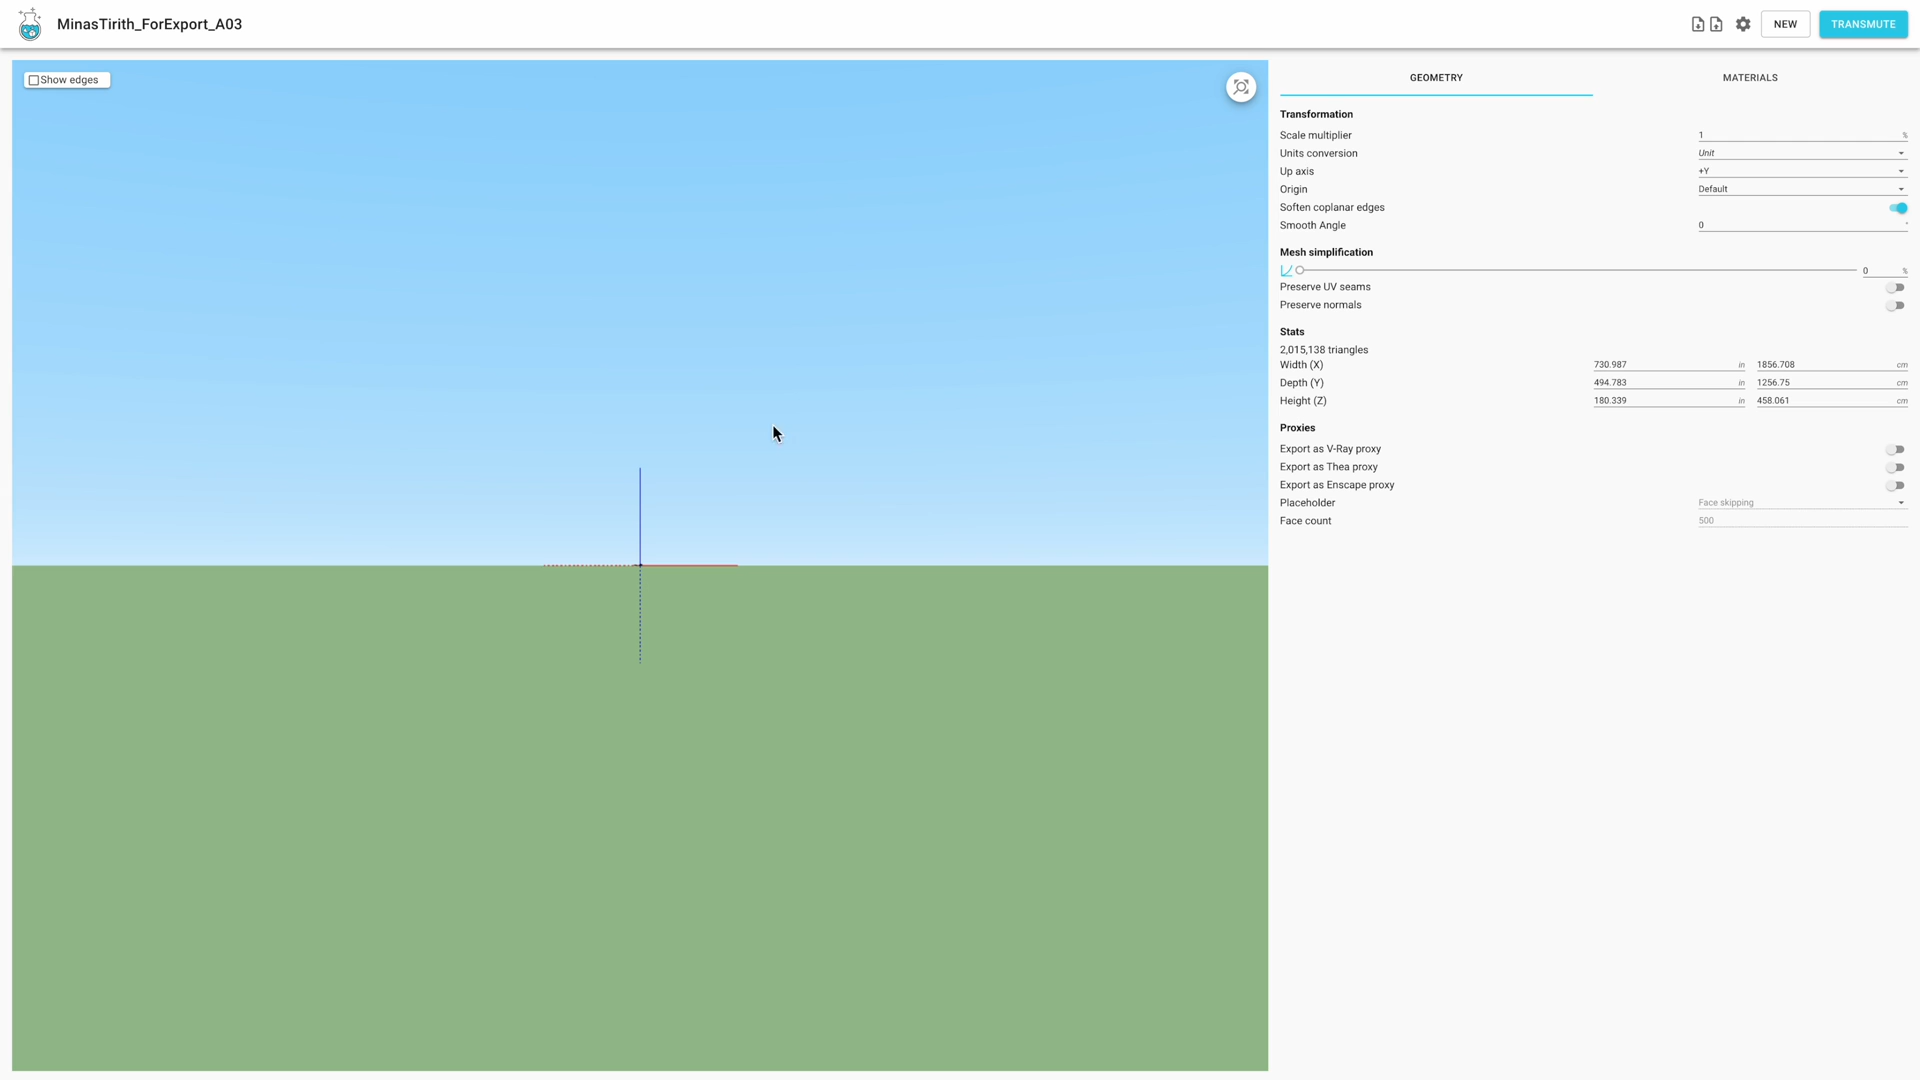 MinasTirith_ForExport_A03
NEW
TRANSMUTE
Show edges
GEOMETRY
MATERIALS
Transformation
Scale multiplier 1 %
Units conversion Unit
Up axis +Y
Origin Default
Soften coplanar edges
Smooth Angle 0 °
Mesh simplification
0 %
Preserve UV seams
Preserve normals
Stats
2,015,138 triangles
Width (X) 730.987 in 1856.708 cm
Depth (Y) 494.783 in 1256.75 cm
Height (Z) 180.339 in 458.061 cm
Proxies
Export as V-Ray proxy
Export as Thea proxy
Export as Enscape proxy
Placeholder Face skipping
Face count 500